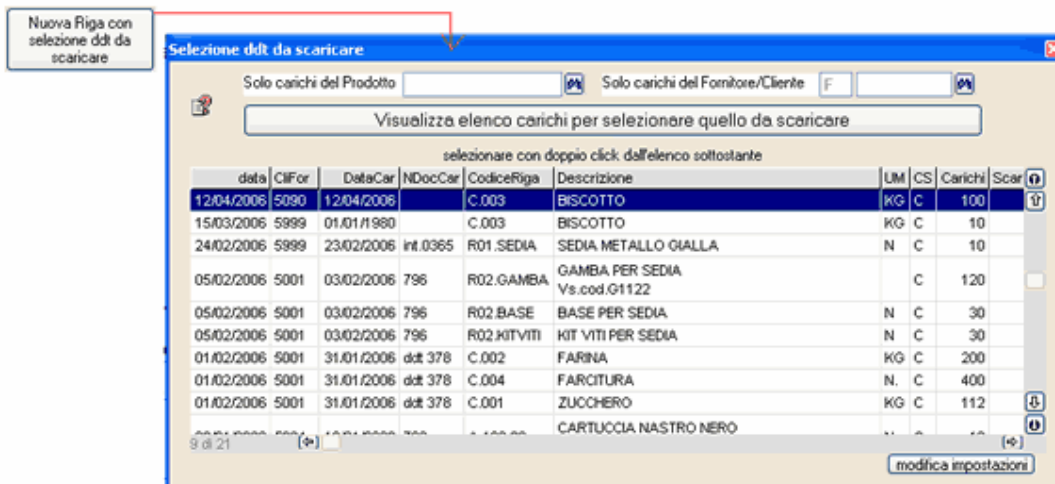 Nuova Riga con
selezione ddt da
scaricare
Selezione ddt da scaricare
Solo carichi del Prodotto Solo carichi del Fornitore/Cliente F
Visualizza elenco carichi per selezionare quello da scaricare
selezionare con doppio click dall'elenco sottostante
data CliFor DataCar NDocCar CodiceRiga Descrizione UM CS Carichi Scar
12/04/2006 5090 12/04/2006 C.003 BISCOTTO KG C 100
15/03/2006 5999 01/01/1980 C.003 BISCOTTO KG C 10
24/02/2006 5999 23/02/2006 int.0365 R01.SEDIA SEDIA METALLO GIALLA N C 10
05/02/2006 5001 03/02/2006 796 R02.GAMBA GAMBA PER SEDIA C 120
Vs.cod.G1122
05/02/2006 5001 03/02/2006 796 R02.BASE BASE PER SEDIA N C 30
05/02/2006 5001 03/02/2006 796 R02.KITVITI KIT VITI PER SEDIA N C 30
01/02/2006 5001 31/01/2006 ddt 378 C.002 FARINA KG C 200
01/02/2006 5001 31/01/2006 ddt 378 C.004 FARCITURA N. C 400
01/02/2006 5001 31/01/2006 ddt 378 C.001 ZUCCHERO KG C 112
CARTUCCIA NASTRO NERO
9 di 21
modifica impostazioni